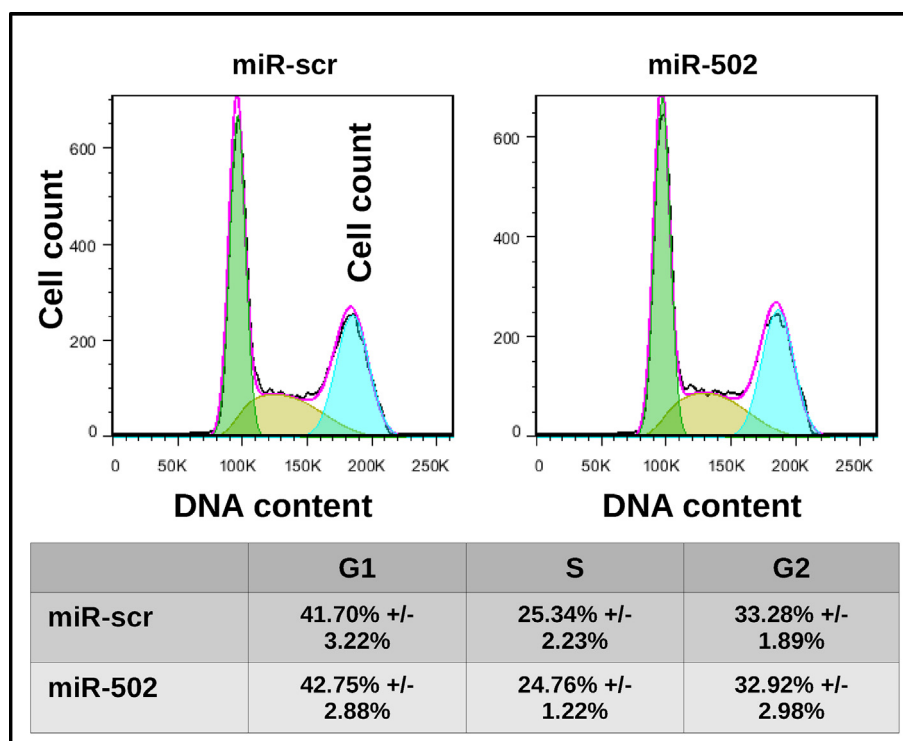 miR-scr
miR-502
Cell count
600
400
200
0
0 50K 100K 150K 200K 250K
DNA content
Cell count
600
400
200
0
0 50K 100K 150K 200K 250K
DNA content
G1 S G2
miR-scr
41.70% +/-
3.22%
25.34% +/-
2.23%
33.28% +/-
1.89%
miR-502
42.75% +/-
2.88%
24.76% +/-
1.22%
32.92% +/-
2.98%